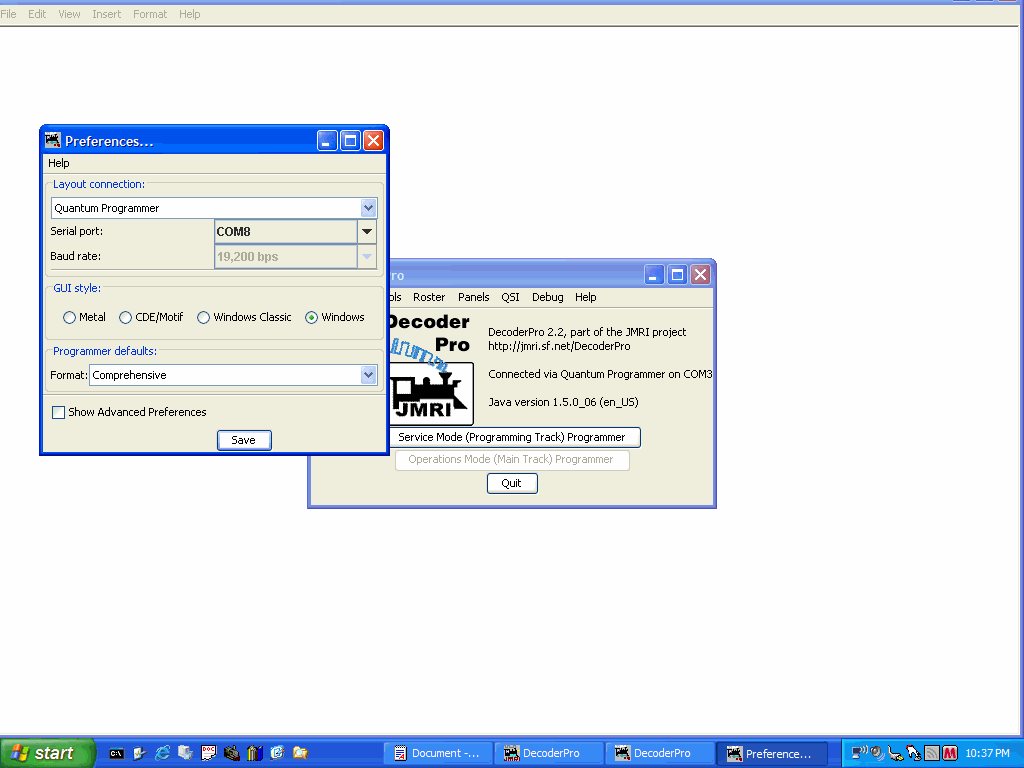 File Edit View Insert Format Help
Preferences...
Help
Layout connection:
Quantum Programmer
Serial port: COM8
Baud rate: 19,200 bps
GUI style:
Metal CDE/Motif Windows Classic Windows
Programmer defaults:
Format: Comprehensive
Show Advanced Preferences
Save
ro
ols Roster Panels QSI Debug Help
Decoder
Pro
JMRI
DecoderPro 2.2, part of the JMRI project
http://jmri.sf.net/DecoderPro
Connected via Quantum Programmer on COM3
Java version 1.5.0_06 (en_US)
Service Mode (Programming Track) Programmer
Operations Mode (Main Track) Programmer
Quit
start Document -... DecoderPro DecoderPro Preference... 10:37 PM